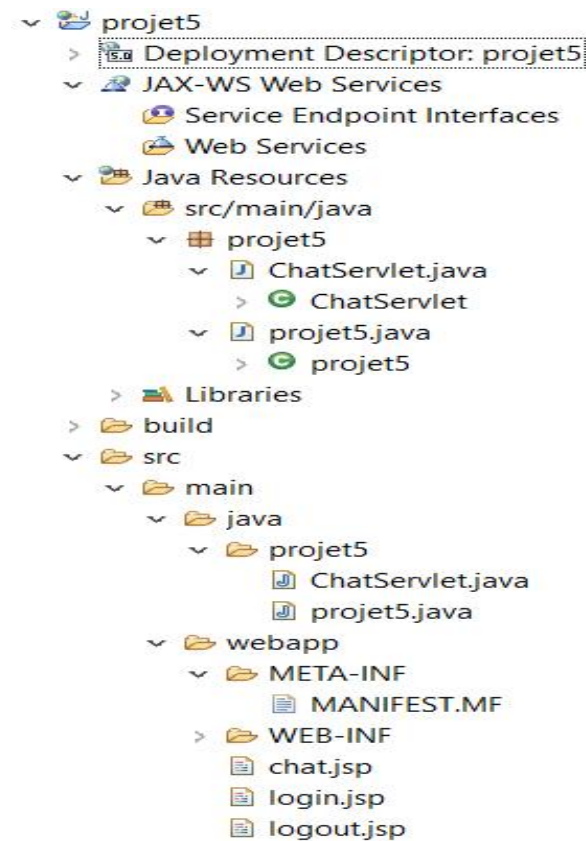 projet5
5.0 Deployment Descriptor: projet5
JAX-WS Web Services
Service Endpoint Interfaces
Web Services
Java Resources
src/main/java
projet5
ChatServlet.java
ChatServlet
projet5.java
projet5
Libraries
build
src
main
java
projet5
ChatServlet.java
projet5.java
webapp
META-INF
MANIFEST.MF
WEB-INF
chat.jsp
login.jsp
logout.jsp